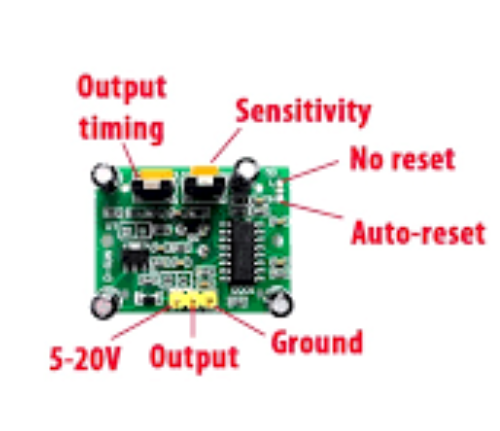 Output
timing
Sensitivity
No reset
Auto-reset
5-20V
Output
Ground